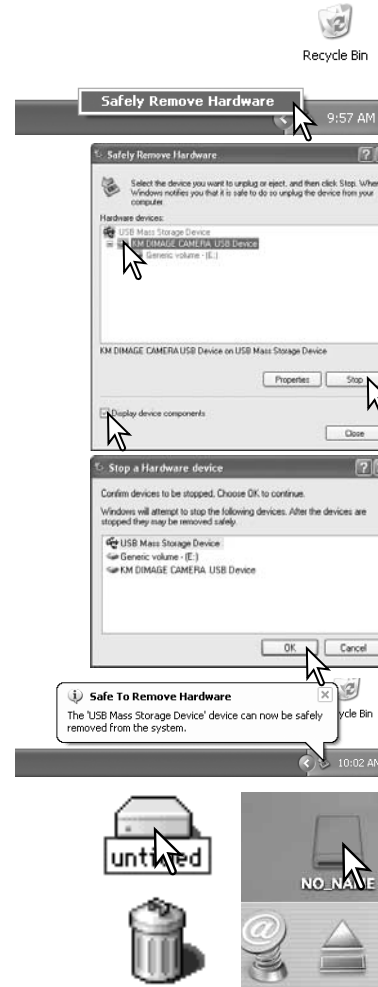 Recycle Bin
Safely Remove Hardware
9:57 AM
Safely Remove Hardware
Select the device you want to unplug or eject, and then click Stop. When
Windows notifies you that it is safe to do so unplug the device from your
computer.
Hardware devices:
USB Mass Storage Device
KM DIMAGE CAMERA USB Device
Generic volume - (E:)
KM DIMAGE CAMERA USB Device on USB Mass Storage Device
Properties
Stop
Display device components
Close
Stop a Hardware device
Confirm devices to be stopped, Choose OK to continue.
Windows will attempt to stop the following devices. After the devices are
stopped they may be removed safely.
USB Mass Storage Device
Generic volume - (E:)
KM DIMAGE CAMERA USB Device
OK
Cancel
Safe To Remove Hardware
The 'USB Mass Storage Device' device can now be safely
removed from the system.
ycle Bin
10:02 AM
untitled
NO_NAME